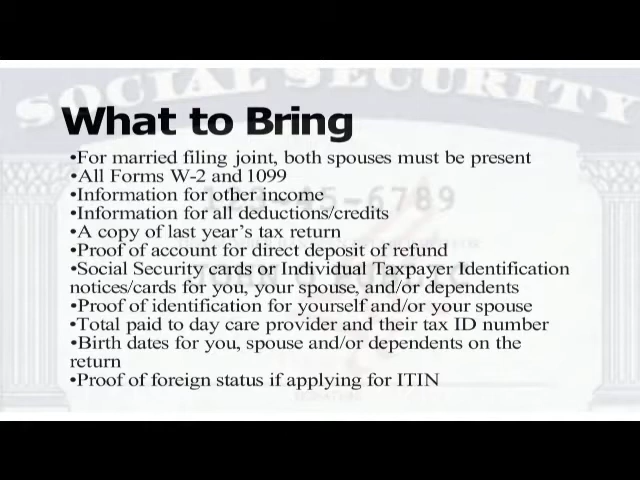 SOCIAL SECURITY
What to Bring
•For married filing joint, both spouses must be present
•All Forms W-2 and 1099
•Information for other income
•Information for all deductions/credits
•A copy of last year's tax return
•Proof of account for direct deposit of refund
•Social Security cards or Individual Taxpayer Identification
notices/cards for you, your spouse, and/or dependents
•Proof of identification for yourself and/or your spouse
•Total paid to day care provider and their tax ID number
•Birth dates for you, spouse and/or dependents on the
return
•Proof of foreign status if applying for ITIN